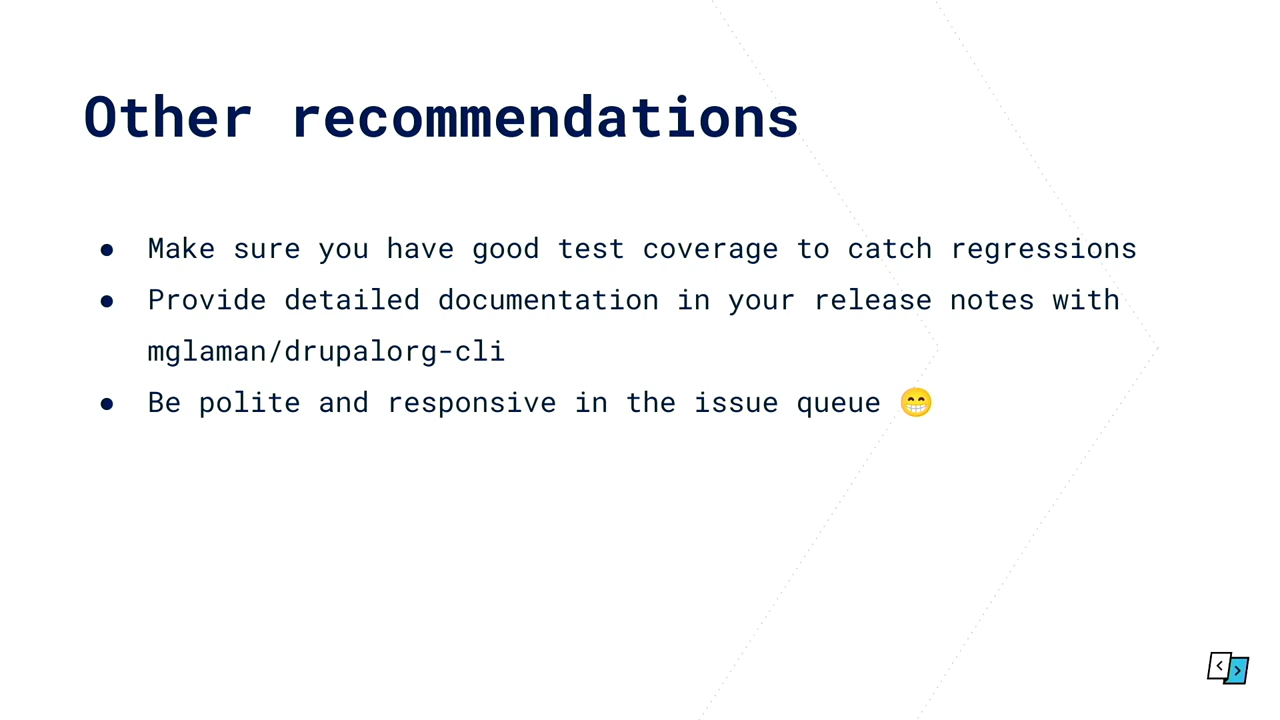 Other recommendations
● Make sure you have good test coverage to catch regressions
● Provide detailed documentation in your release notes with
mglaman/drupalorg-cli
● Be polite and responsive in the issue queue 😁